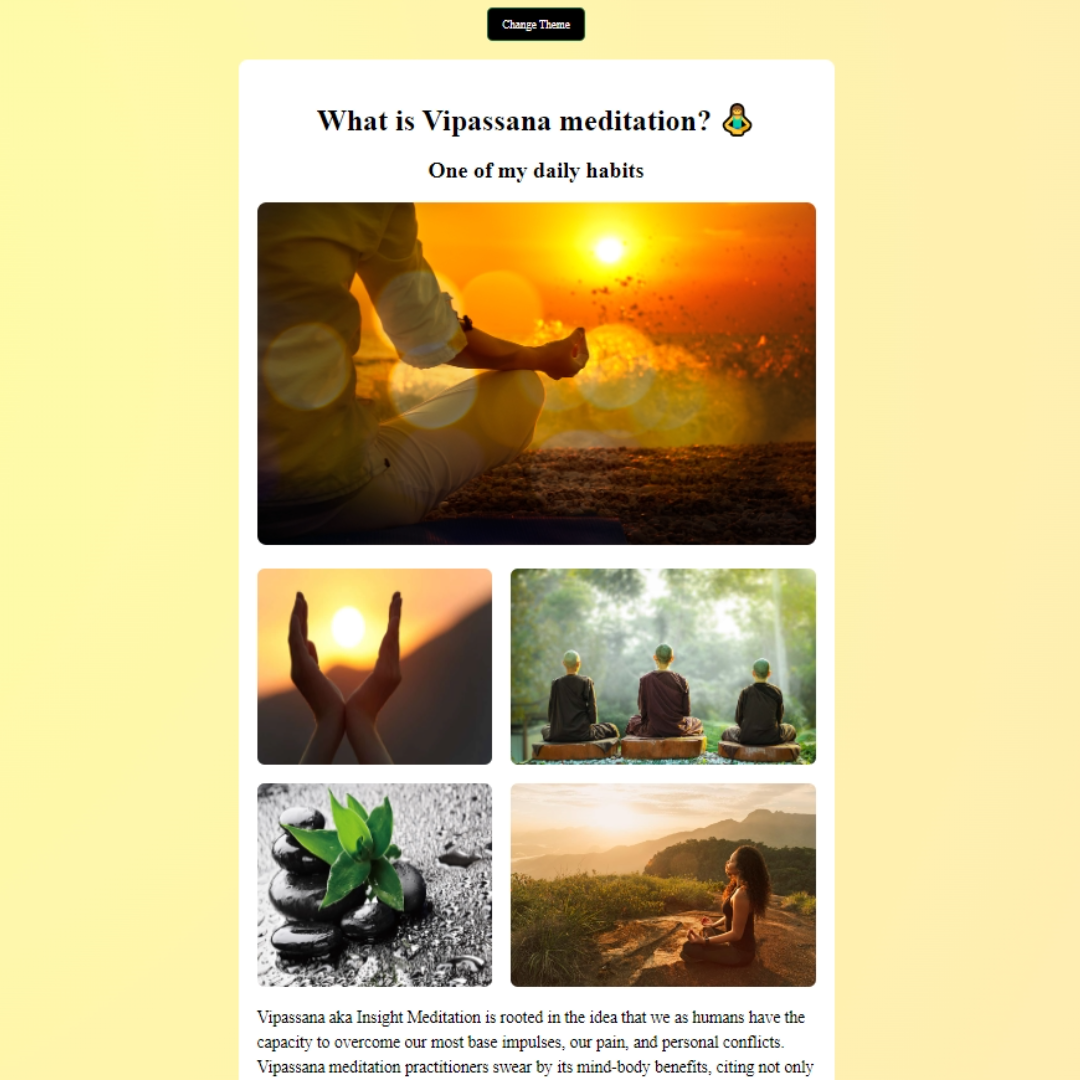 Change Theme
What is Vipassana meditation? 🧘
One of my daily habits
Vipassana aka Insight Meditation is rooted in the idea that we as humans have the
capacity to overcome our most base impulses, our pain, and personal conflicts.
Vipassana meditation practitioners swear by its mind-body benefits, citing not only